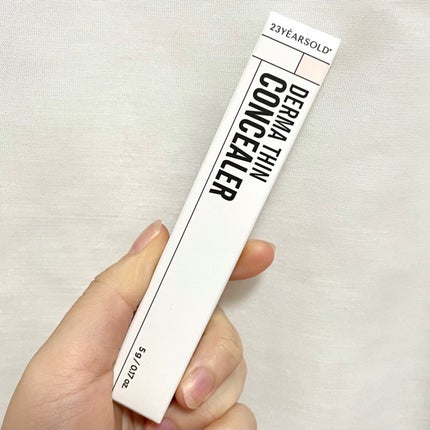 23YEARSOLD®
DERMA THIN
CONCEALER
5 g / 0.17 oz.